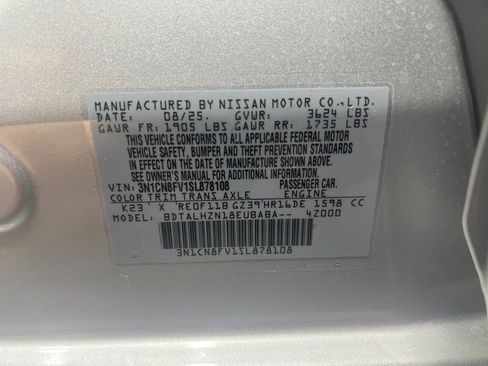 MANUFACTURED BY NISSAN MOTOR CO., LTD.
DATE: 08/25. GVWR: 3624 LBS
GAWR FR: 1905 LBS GAWR RR: 1735 LBS
THIS VEHICLE CONFORMS TO ALL APPLICABLE FEDERAL MOTOR
VEHICLE SAFETY, BUMPER AND THEFT PREVENTION STANDARDS
IN EFFECT ON THE DATE OF MANUFACTURE SHOWN ABOVE.
SEE OWNER'S MANUAL FOR ADDITIONAL INFORMATION.
VIN: 3N1CN8FV1SL878108 PASSENGER CAR.
COLOR TRIM TRANS AXLE ENGINE
K23 X RE0F11B GZ39 HR16DE 1598 CC
MODEL: BDTALHZN18EUBABA-- 4Z000
3N1CN8FV1SL878108